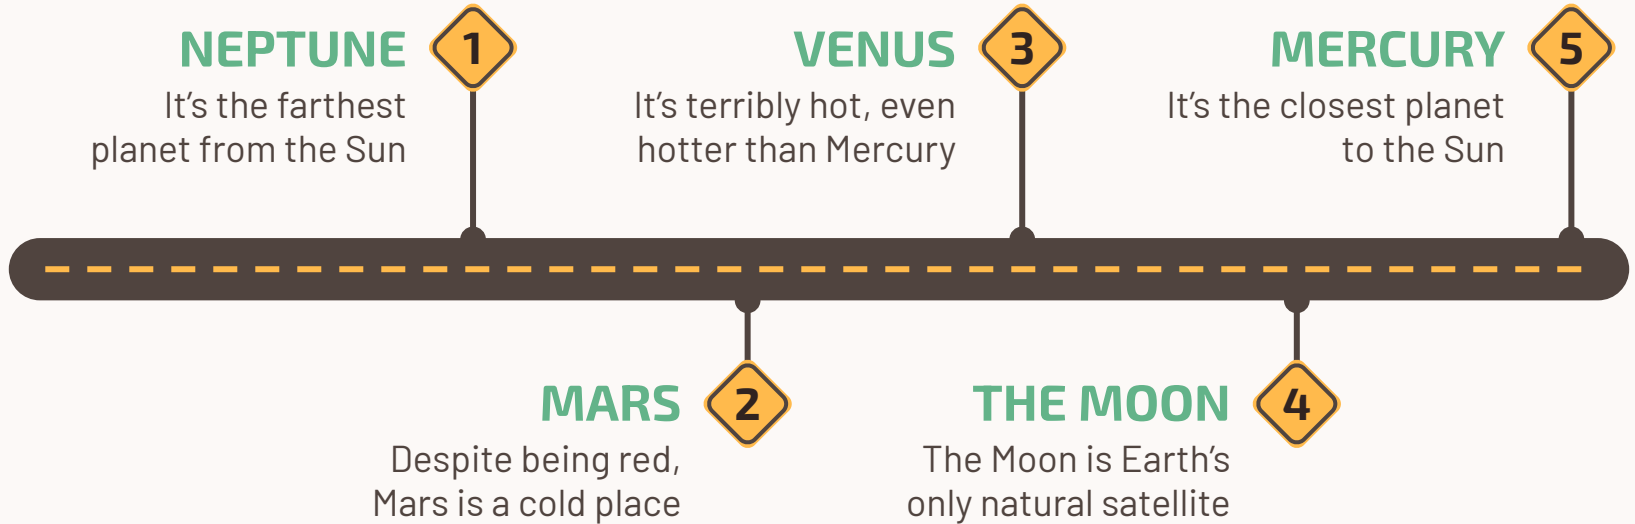 NEPTUNE
1
It’s the farthest
planet from the Sun
MARS
2
Despite being red,
Mars is a cold place
VENUS
3
It’s terribly hot, even
hotter than Mercury
THE MOON
4
The Moon is Earth’s
only natural satellite
MERCURY
5
It’s the closest planet
to the Sun